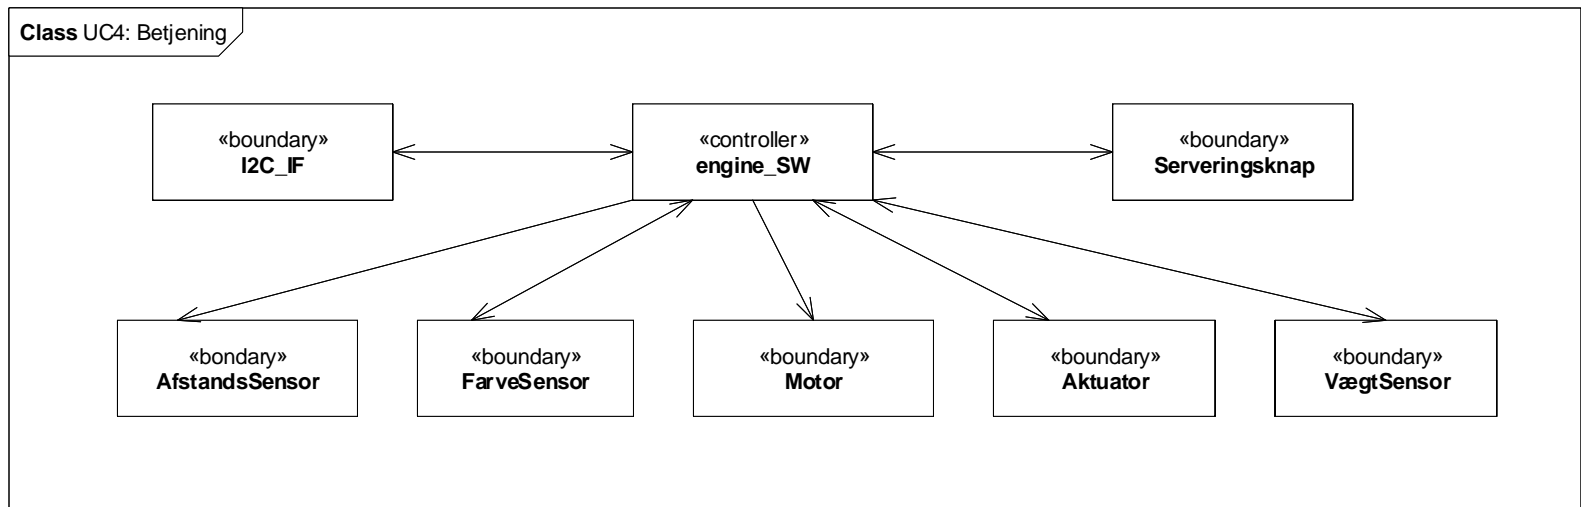 Class UC4: Betjening
«boundary»
I2C_IF
«controller»
engine_SW
«boundary»
Serveringsknap
«bondary»
AfstandsSensor
«boundary»
FarveSensor
«boundary»
Motor
«boundary»
Aktuator
«boundary»
VægtSensor